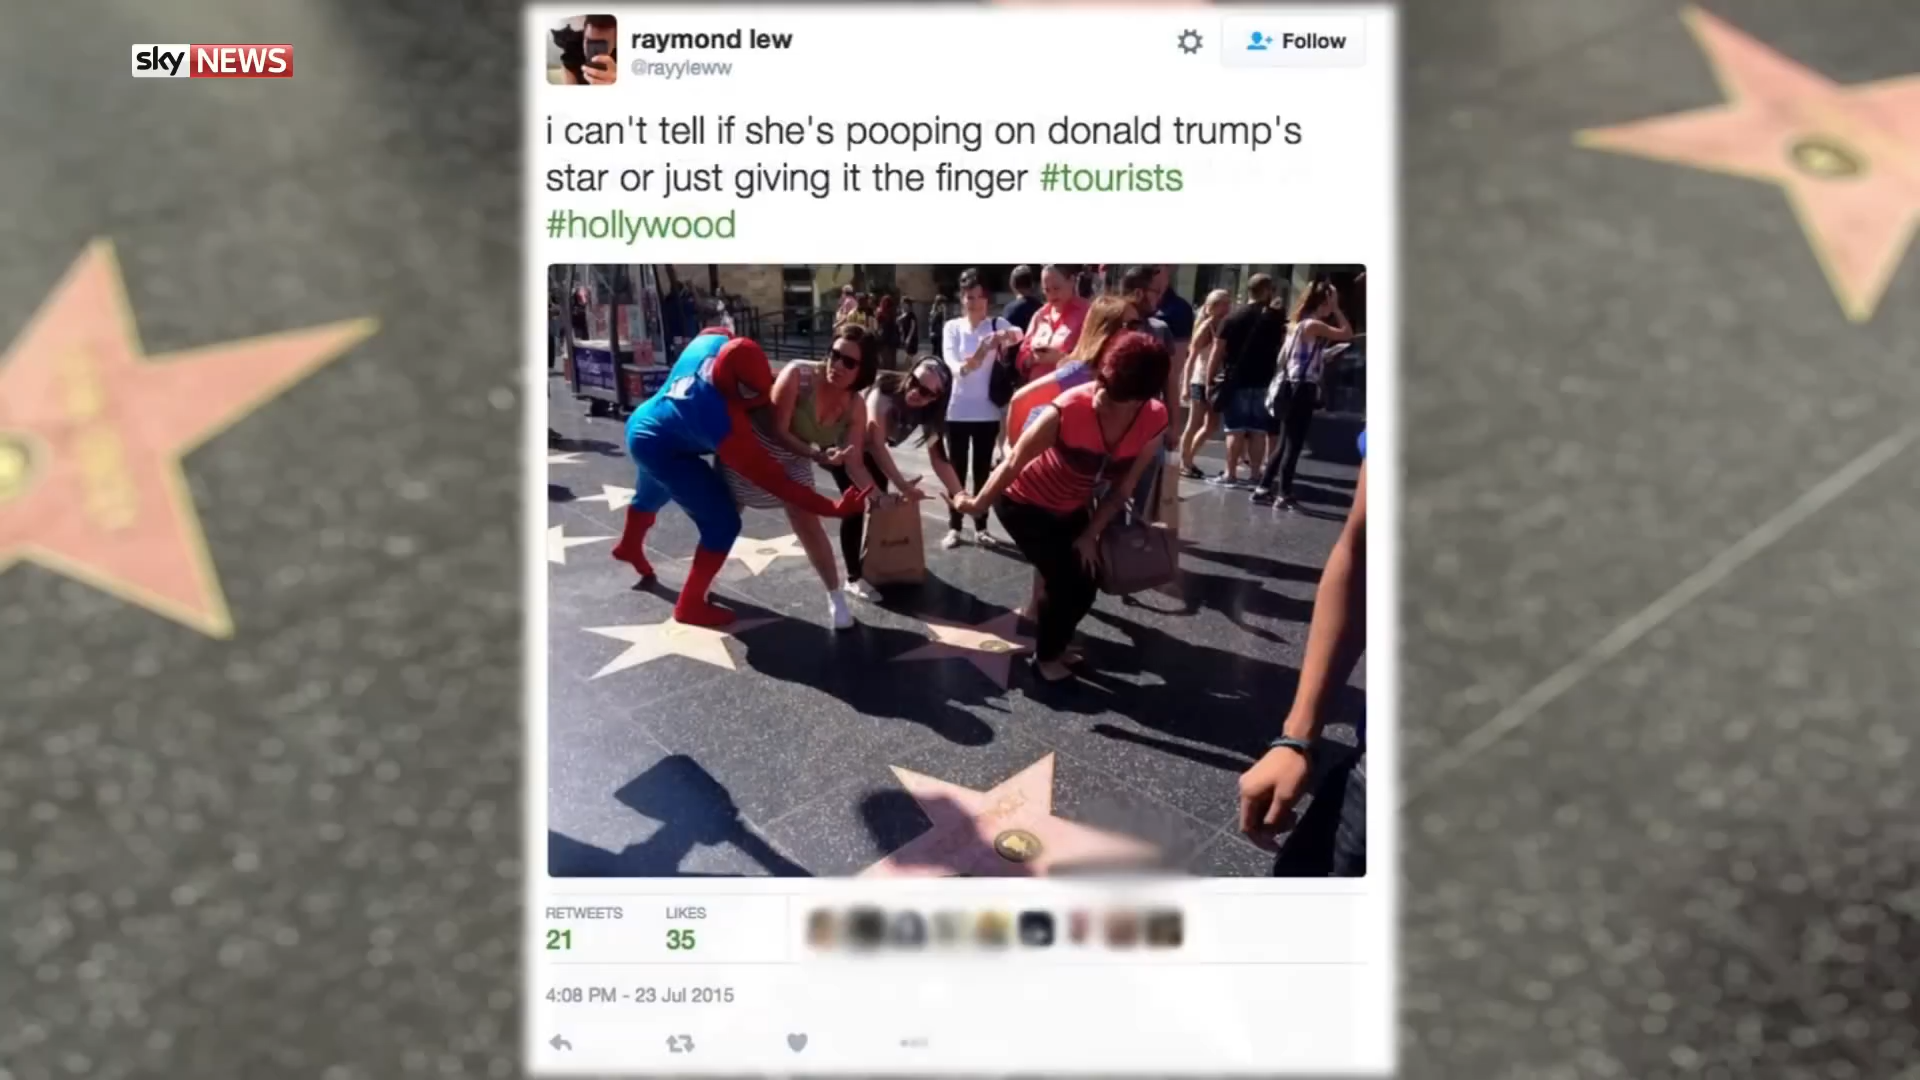 sky NEWS
raymond lew
@rayyleww
Follow
i can't tell if she's pooping on donald trump's
star or just giving it the finger #tourists
#hollywood
RETWEETS LIKES
21 35
4:08 PM - 23 Jul 2015